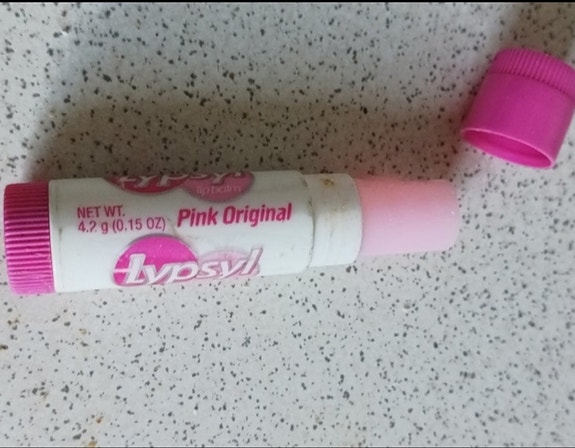 Lypsyl
lip balm
NET WT.
4.2 g (0.15 OZ)
Pink Original
Lypsyl